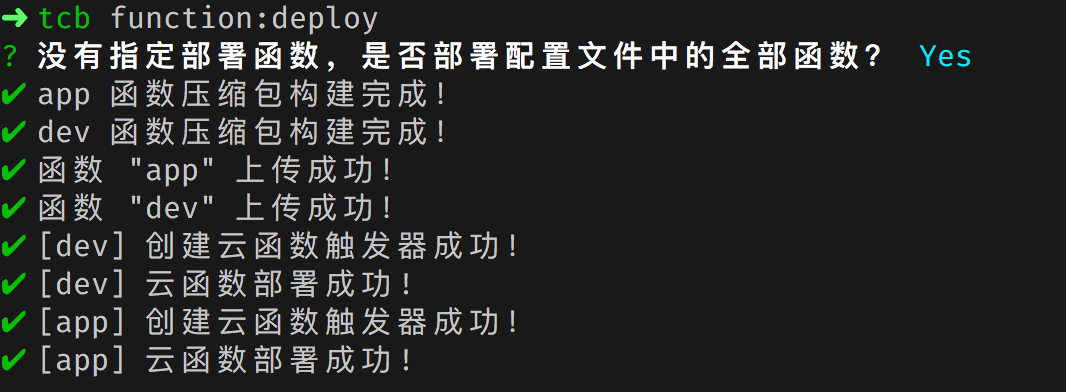 ➜ tcb function:deploy
? 没有指定部署函数，是否部署配置文件中的全部函数？ Yes
✔ app 函数压缩包构建完成！
✔ dev 函数压缩包构建完成！
✔ 函数 "app" 上传成功！
✔ 函数 "dev" 上传成功！
✔ [dev] 创建云函数触发器成功！
✔ [dev] 云函数部署成功！
✔ [app] 创建云函数触发器成功！
✔ [app] 云函数部署成功！